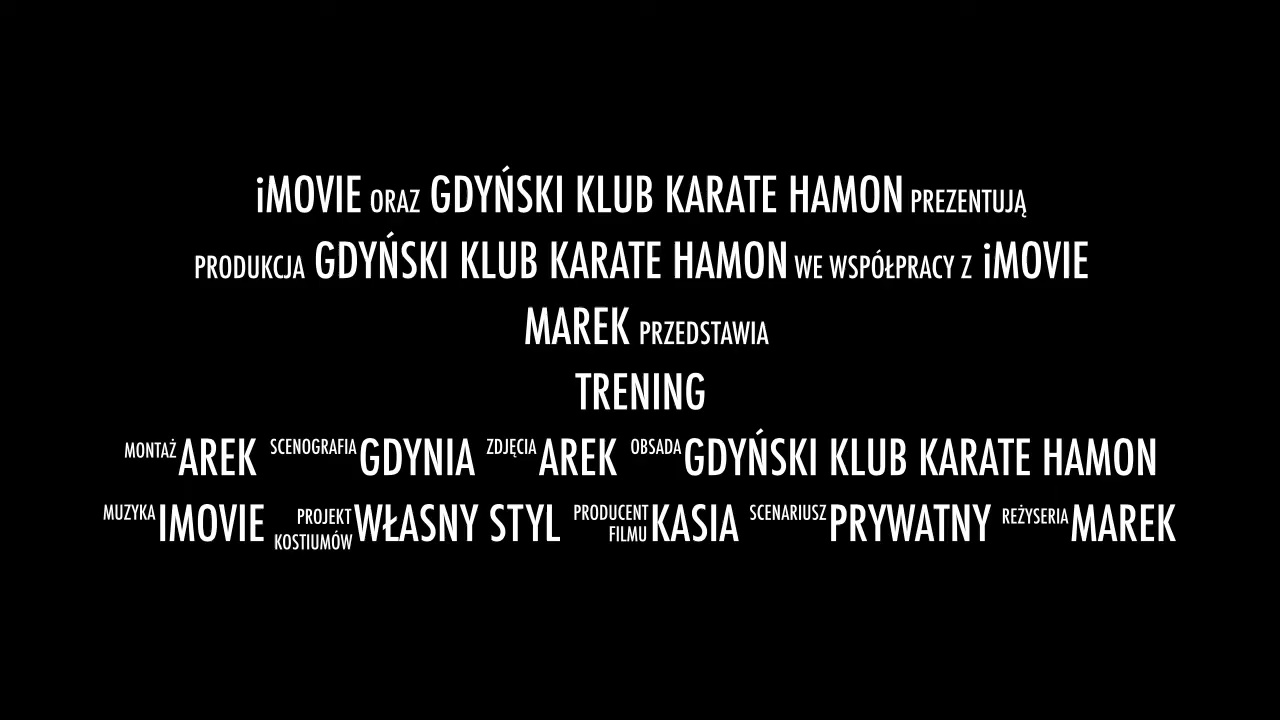 iMOVIE ORAZ GDYŃSKI KLUB KARATE HAMON PREZENTUJĄ
PRODUKCJA GDYŃSKI KLUB KARATE HAMON WE WSPÓŁPRACY Z iMOVIE
MAREK PRZEDSTAWIA
TRENING
MONTAŻ AREK SCENOGRAFIA GDYNIA ZDJĘCIA AREK OBSADA GDYŃSKI KLUB KARATE HAMON
MUZYKA IMOVIE PROJEKT KOSTIUMÓW WŁASNY STYL PRODUCENT FILMU KASIA SCENARIUSZ PRYWATNY REŻYSERIA MAREK